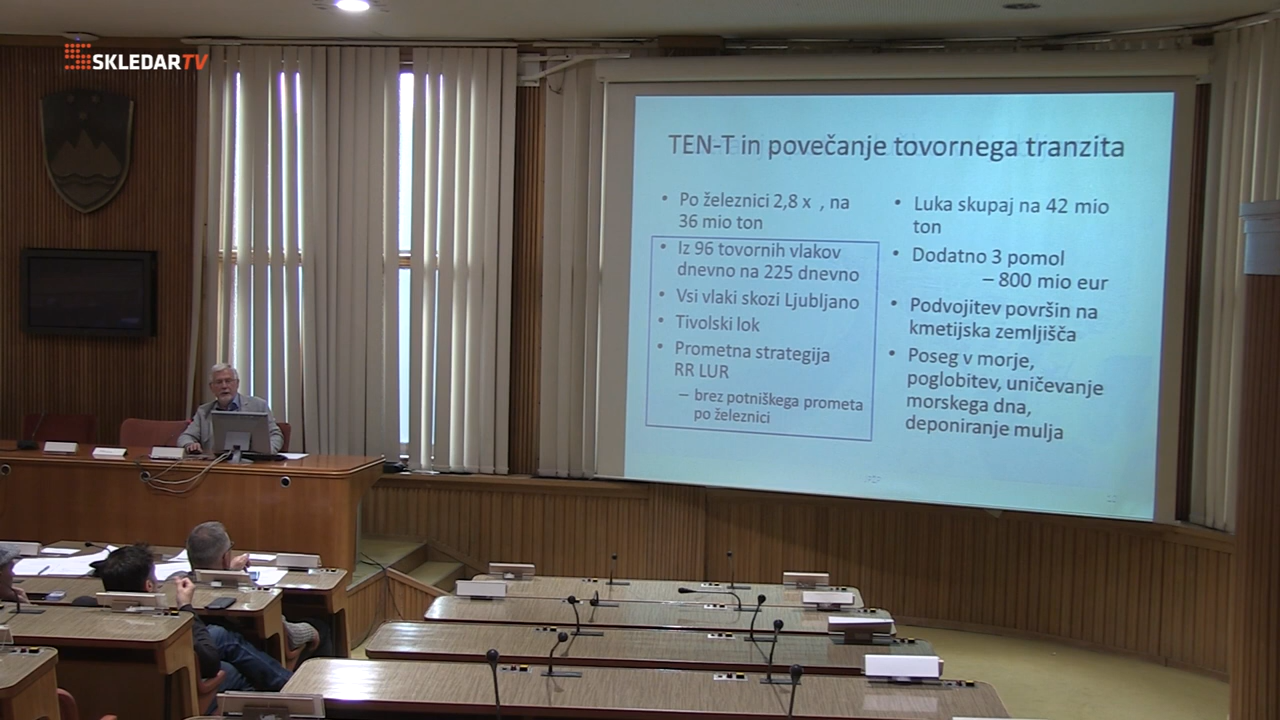 SKLEDARTV
TEN-T in povečanje tovornega tranzita
• Po železnici 2,8 x , na
36 mio ton
• Iz 96 tovornih vlakov
dnevno na 225 dnevno
• Vsi vlaki skozi Ljubljano
• Tivolski lok
• Prometna strategija
RR LUR
– brez potniškega prometa
po železnici
• Luka skupaj na 42 mio
ton
• Dodatno 3 pomol
– 800 mio eur
• Podvojitev površin na
kmetijska zemljišča
• Poseg v morje,
poglobitev, uničevanje
morskega dna,
deponiranje mulja